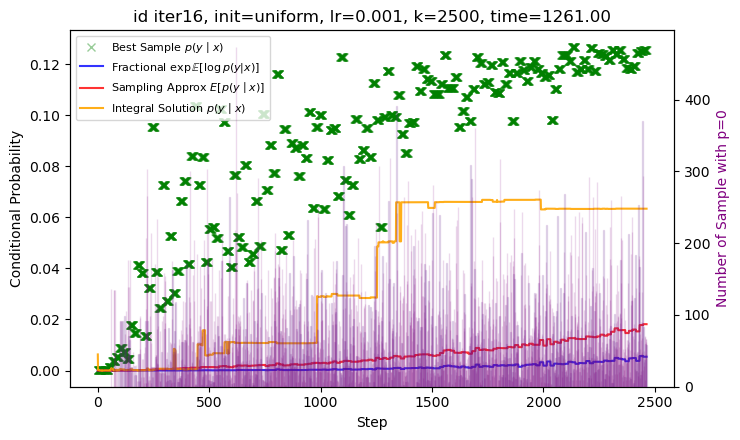 id iter16, init=uniform, lr=0.001, k=2500, time=1261.00
Best Sample p(y | x)
Fractional exp𝔼[log p(y|x)]
Sampling Approx E[p(y | x)]
Integral Solution p(y | x)
Conditional Probability
0.12
0.10
0.08
0.06
0.04
0.02
0.00
400
300
200
100
0
Number of Sample with p=0
0 500 1000 1500 2000 2500
Step